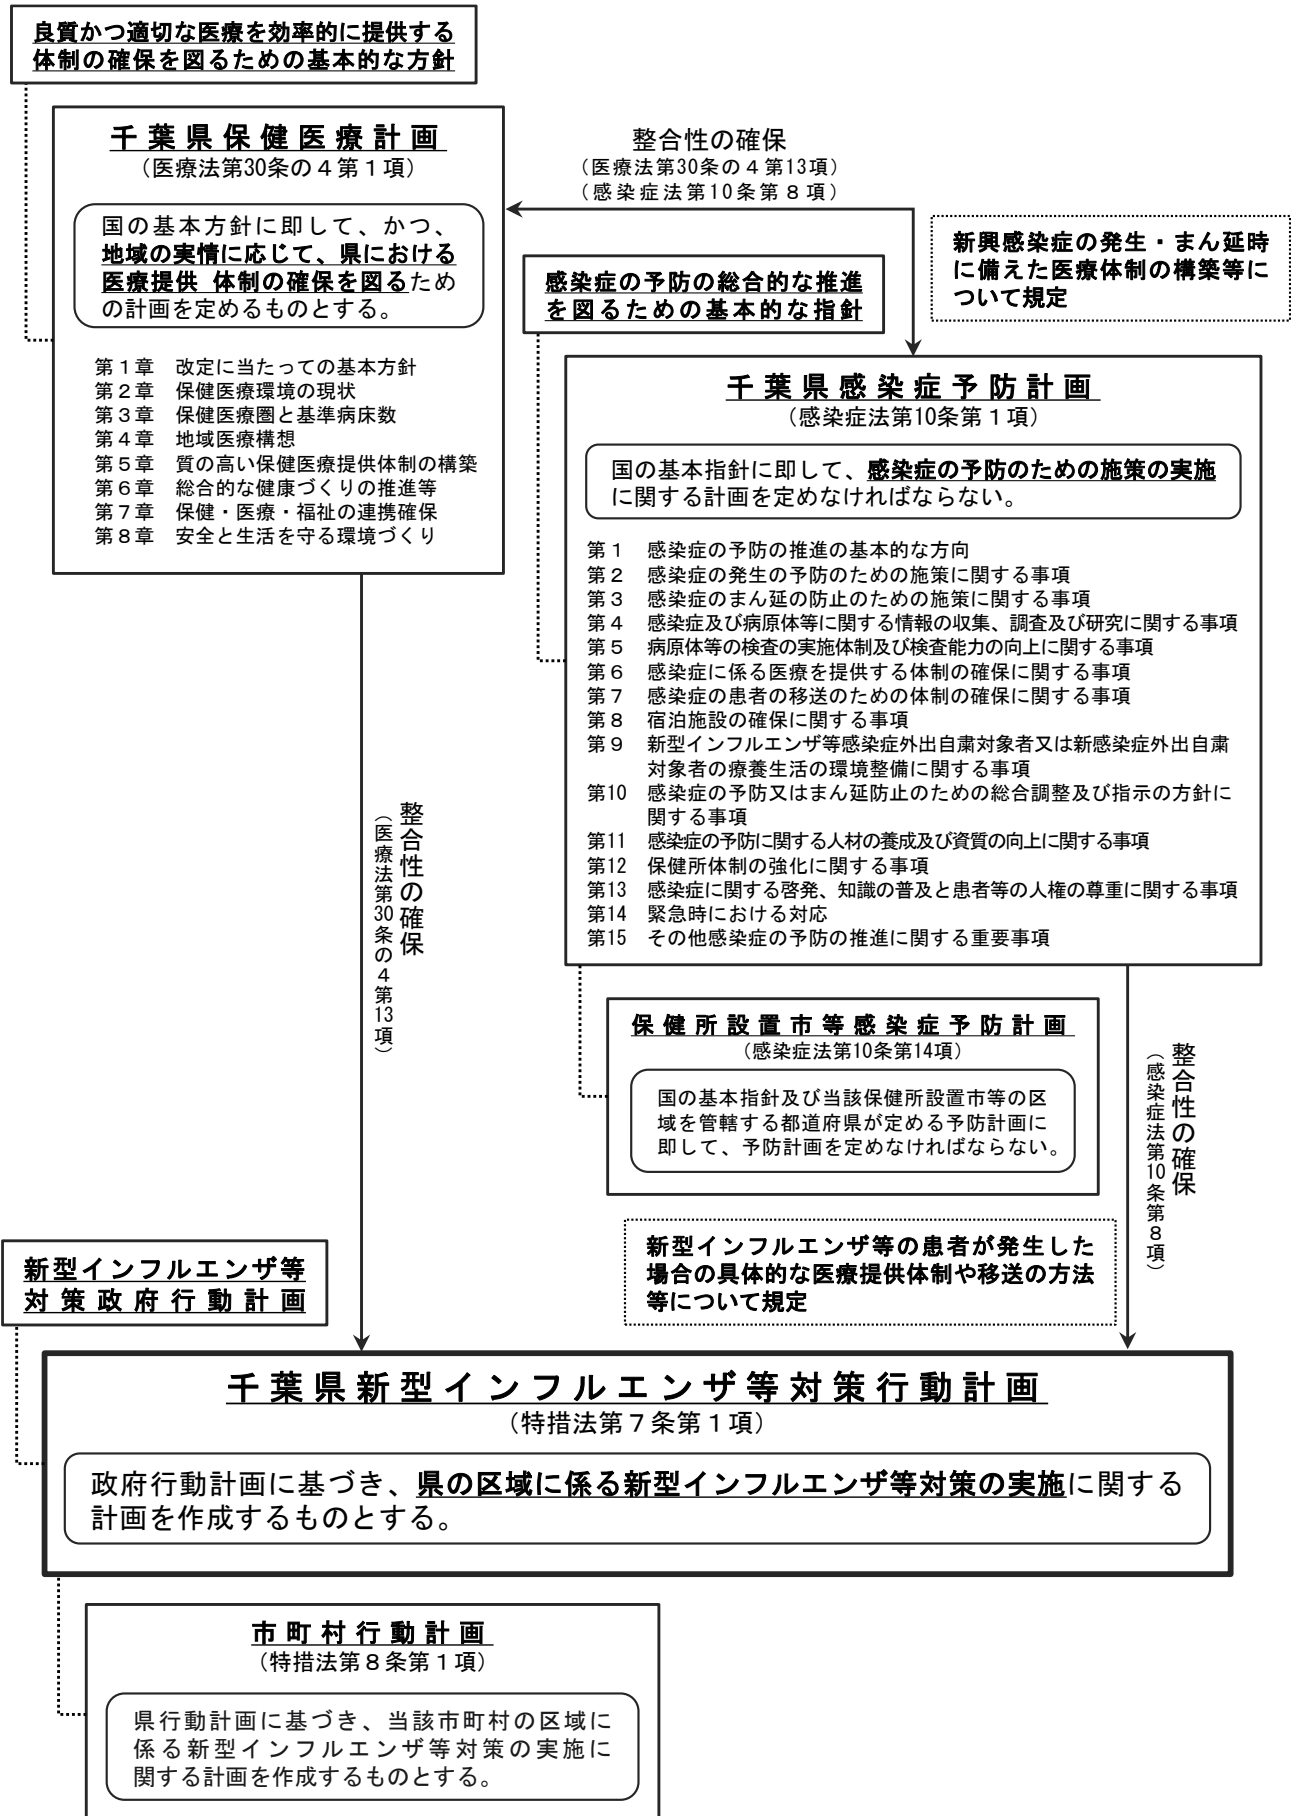 良質かつ適切な医療を効率的に提供する
体制の確保を図るための基本的な方針
千葉県保健医療計画
（医療法第30条の４第１項）
国の基本方針に即して、かつ、
地域の実情に応じて、県における
医療提供 体制の確保を図るため
の計画を定めるものとする。
第１章　改定に当たっての基本方針
第２章　保健医療環境の現状
第３章　保健医療圏と基準病床数
第４章　地域医療構想
第５章　質の高い保健医療提供体制の構築
第６章　総合的な健康づくりの推進等
第７章　保健・医療・福祉の連携確保
第８章　安全と生活を守る環境づくり
整合性の確保
（医療法第30条の４第13項）
（感染症法第10条第８項）
新興感染症の発生・まん延時
に備えた医療体制の構築等に
ついて規定
感染症の予防の総合的な推進
を図るための基本的な指針
千葉県感染症予防計画
（感染症法第10条第１項）
国の基本指針に即して、感染症の予防のための施策の実施
に関する計画を定めなければならない。
第１　感染症の予防の推進の基本的な方向
第２　感染症の発生の予防のための施策に関する事項
第３　感染症のまん延の防止のための施策に関する事項
第４　感染症及び病原体等に関する情報の収集、調査及び研究に関する事項
第５　病原体等の検査の実施体制及び検査能力の向上に関する事項
第６　感染症に係る医療を提供する体制の確保に関する事項
第７　感染症の患者の移送のための体制の確保に関する事項
第８　宿泊施設の確保に関する事項
第９　新型インフルエンザ等感染症外出自粛対象者又は新感染症外出自粛
対象者の療養生活の環境整備に関する事項
第10　感染症の予防又はまん延防止のための総合調整及び指示の方針に
関する事項
第11　感染症の予防に関する人材の養成及び資質の向上に関する事項
第12　保健所体制の強化に関する事項
第13　感染症に関する啓発、知識の普及と患者等の人権の尊重に関する事項
第14　緊急時における対応
第15　その他感染症の予防の推進に関する重要事項
整合性の確保
（医療法第30条の４第13項）
保健所設置市等感染症予防計画
（感染症法第10条第14項）
国の基本指針及び当該保健所設置市等の区
域を管轄する都道府県が定める予防計画に
即して、予防計画を定めなければならない。
整合性の確保
（感染症法第10条第８項）
新型インフルエンザ等の患者が発生した
場合の具体的な医療提供体制や移送の方法
等について規定
新型インフルエンザ等
対策政府行動計画
千葉県新型インフルエンザ等対策行動計画
（特措法第７条第１項）
政府行動計画に基づき、県の区域に係る新型インフルエンザ等対策の実施に関する
計画を作成するものとする。
市町村行動計画
（特措法第８条第１項）
県行動計画に基づき、当該市町村の区域に
係る新型インフルエンザ等対策の実施に
関する計画を作成するものとする。